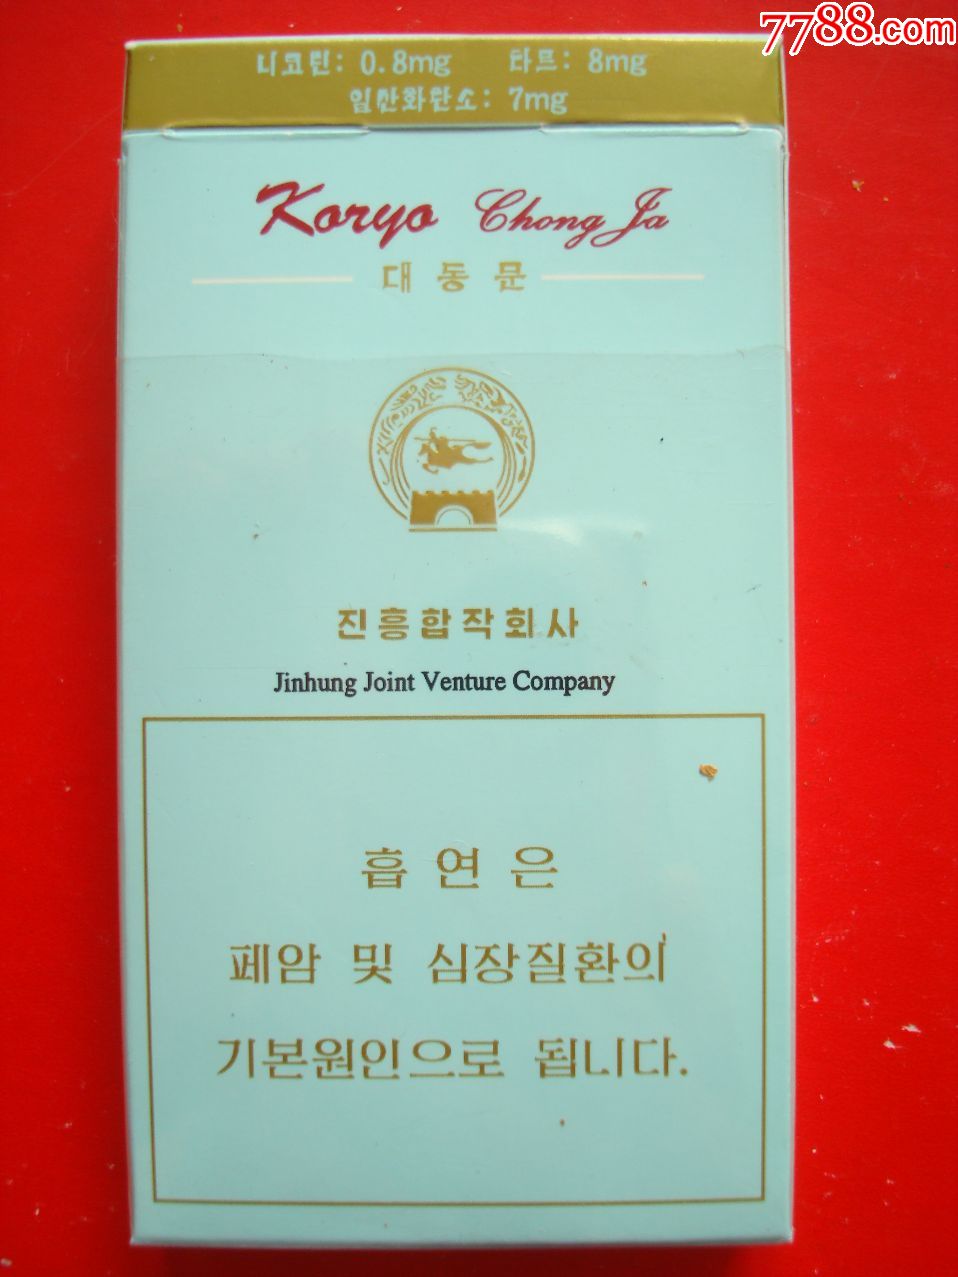 7788.com
니코틴: 0.8mg 타르: 8mg
일산화탄소: 7mg
Koryo Chong Ja
대동문
진흥합작회사
Jinhung Joint Venture Company
흡연은
페암 및 심장질환의
기본원인으로 됩니다.